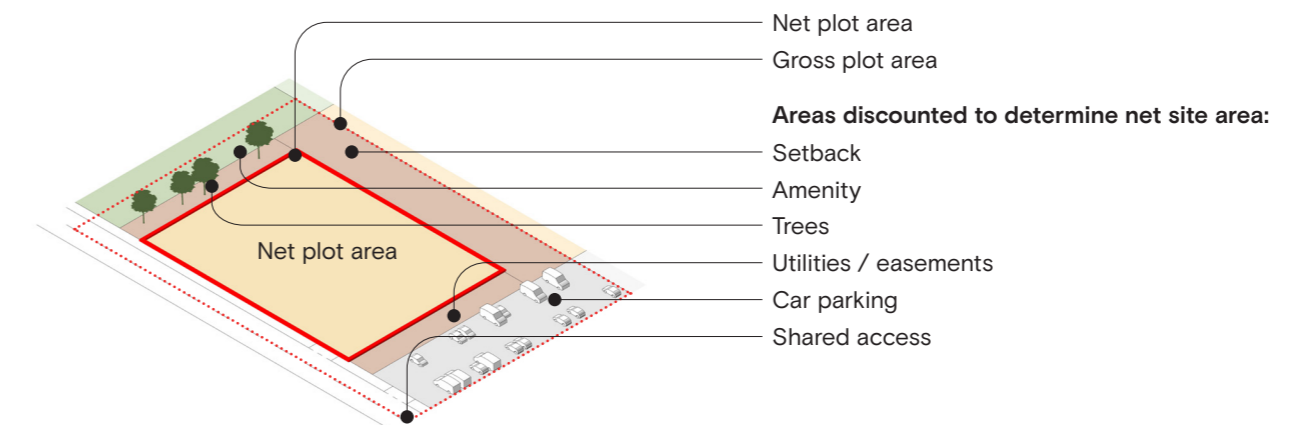 Net plot area
Gross plot area
Areas discounted to determine net site area:
Setback
Amenity
Trees
Utilities / easements
Car parking
Shared access
Net plot area